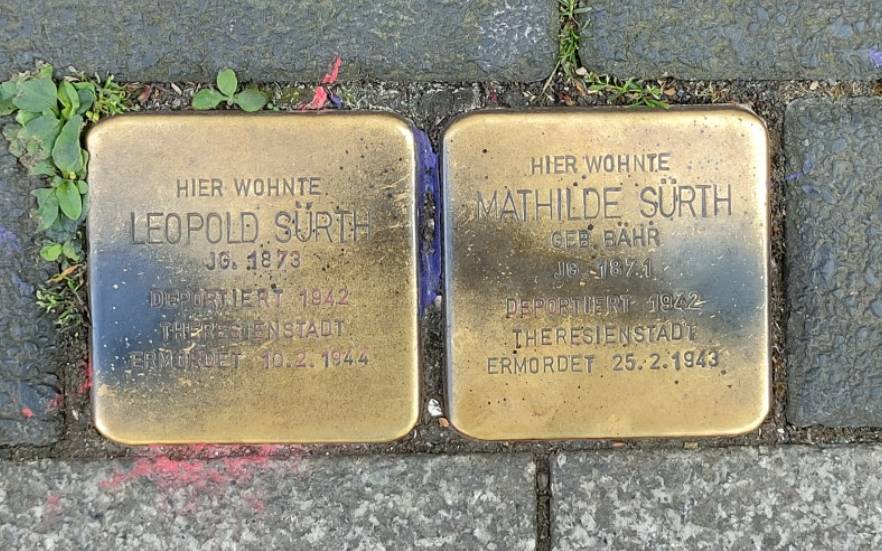 HIER WOHNTE
LEOPOLD SÜRTH
JG. 1873
DEPORTIERT 1942
THERESIENSTADT
ERMORDET 10.2.1944
HIER WOHNTE
MATHILDE SÜRTH
GEB. BÄHR
JG. 1871
DEPORTIERT 1942
THERESIENSTADT
ERMORDET 25.2.1943